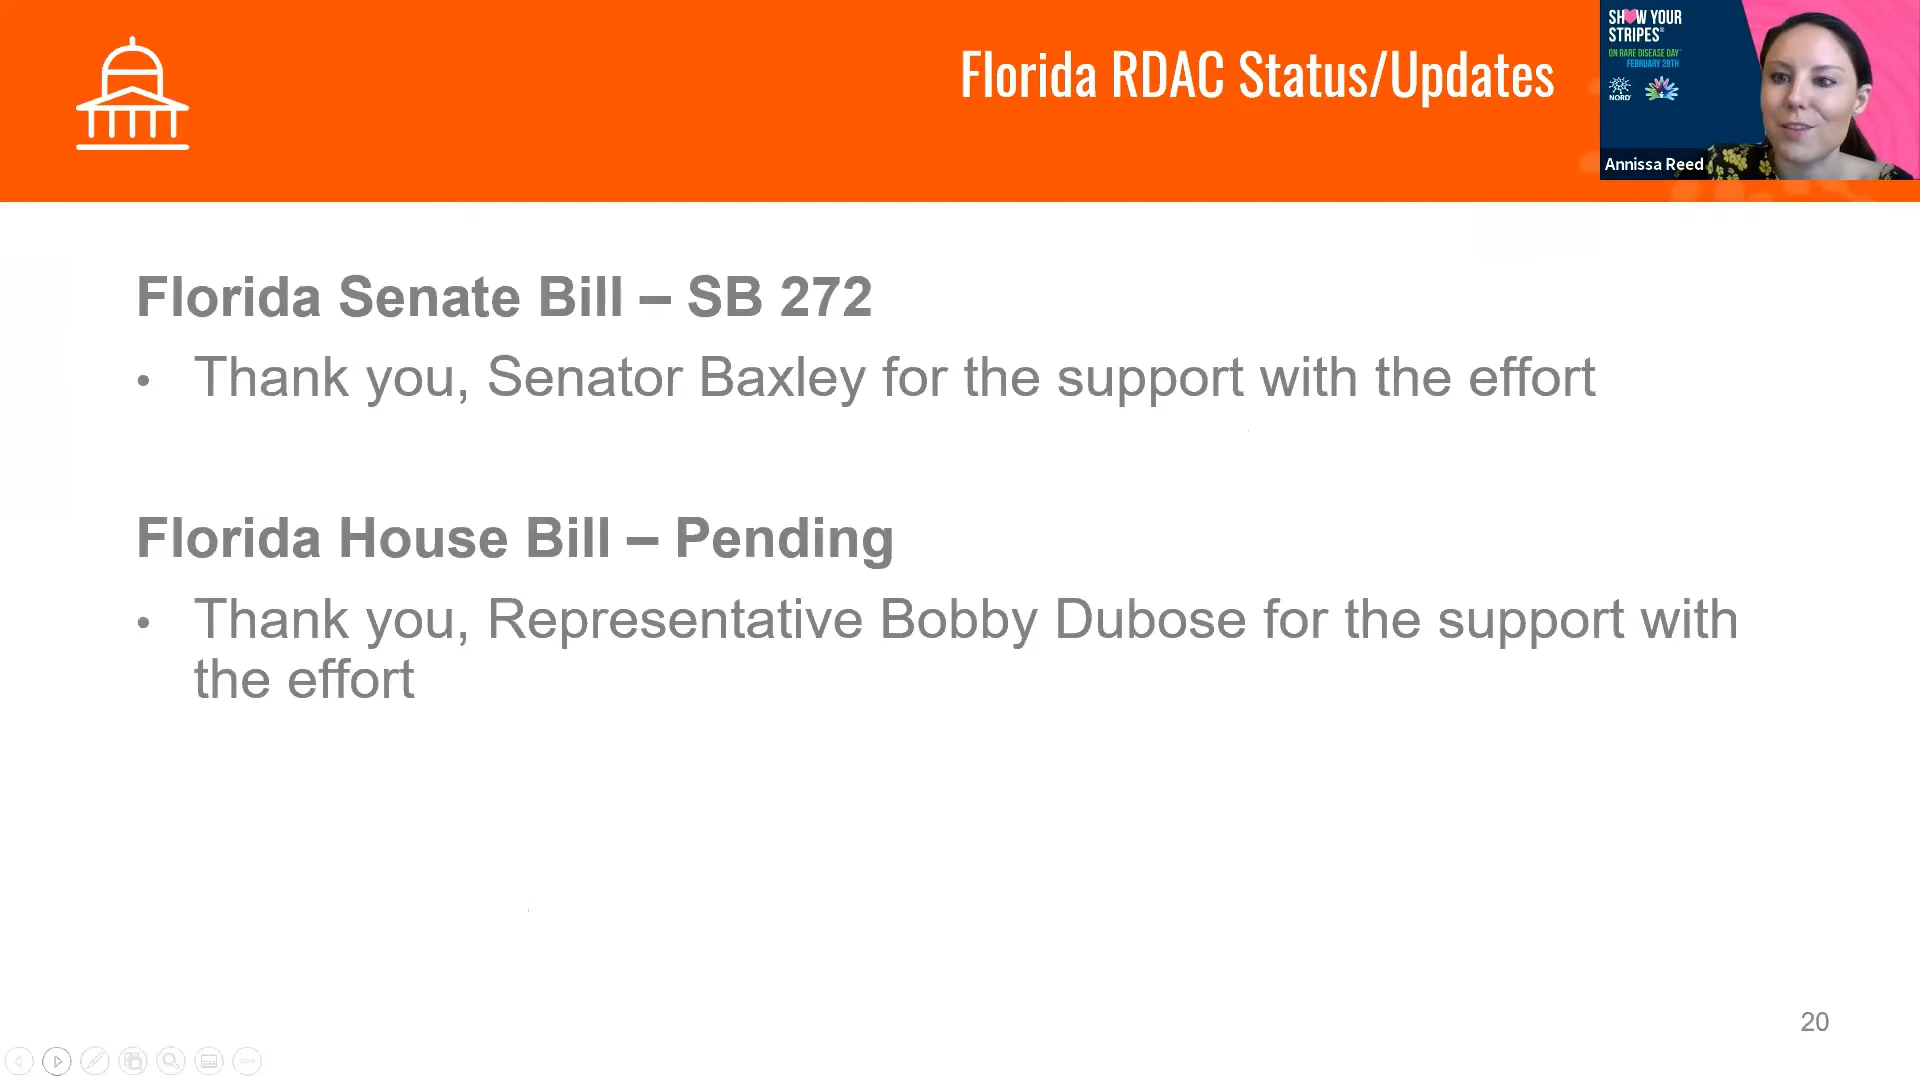 Florida RDAC Status/Updates
SHOW YOUR
STRIPES®
ON RARE DISEASE DAY™
FEBRUARY 28TH
NORD®
Annissa Reed
Florida Senate Bill – SB 272
• Thank you, Senator Baxley for the support with the effort
Florida House Bill – Pending
• Thank you, Representative Bobby Dubose for the support with
the effort
20